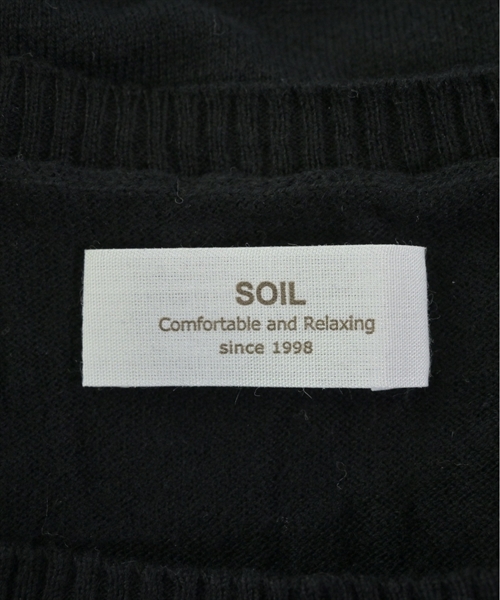 SOIL
Comfortable and Relaxing
since 1998